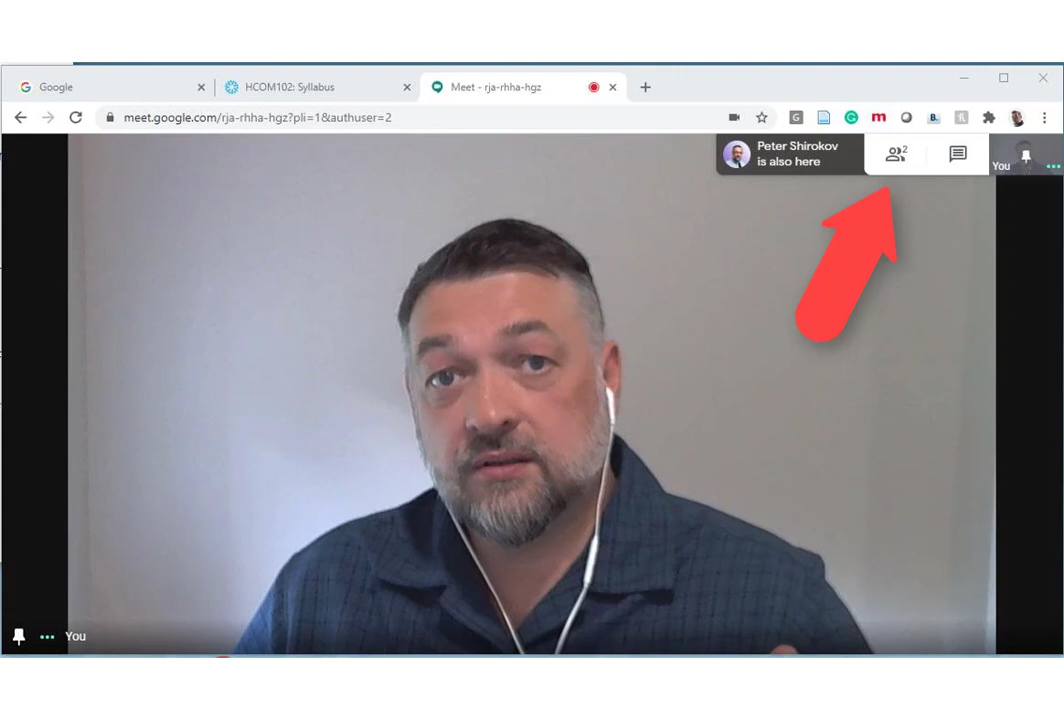 Google
HCOM102: Syllabus
Meet - rja-rhha-hgz
meet.google.com/rja-rhha-hgz?pli=1&authuser=2
Peter Shirokov
is also here
2
You
You